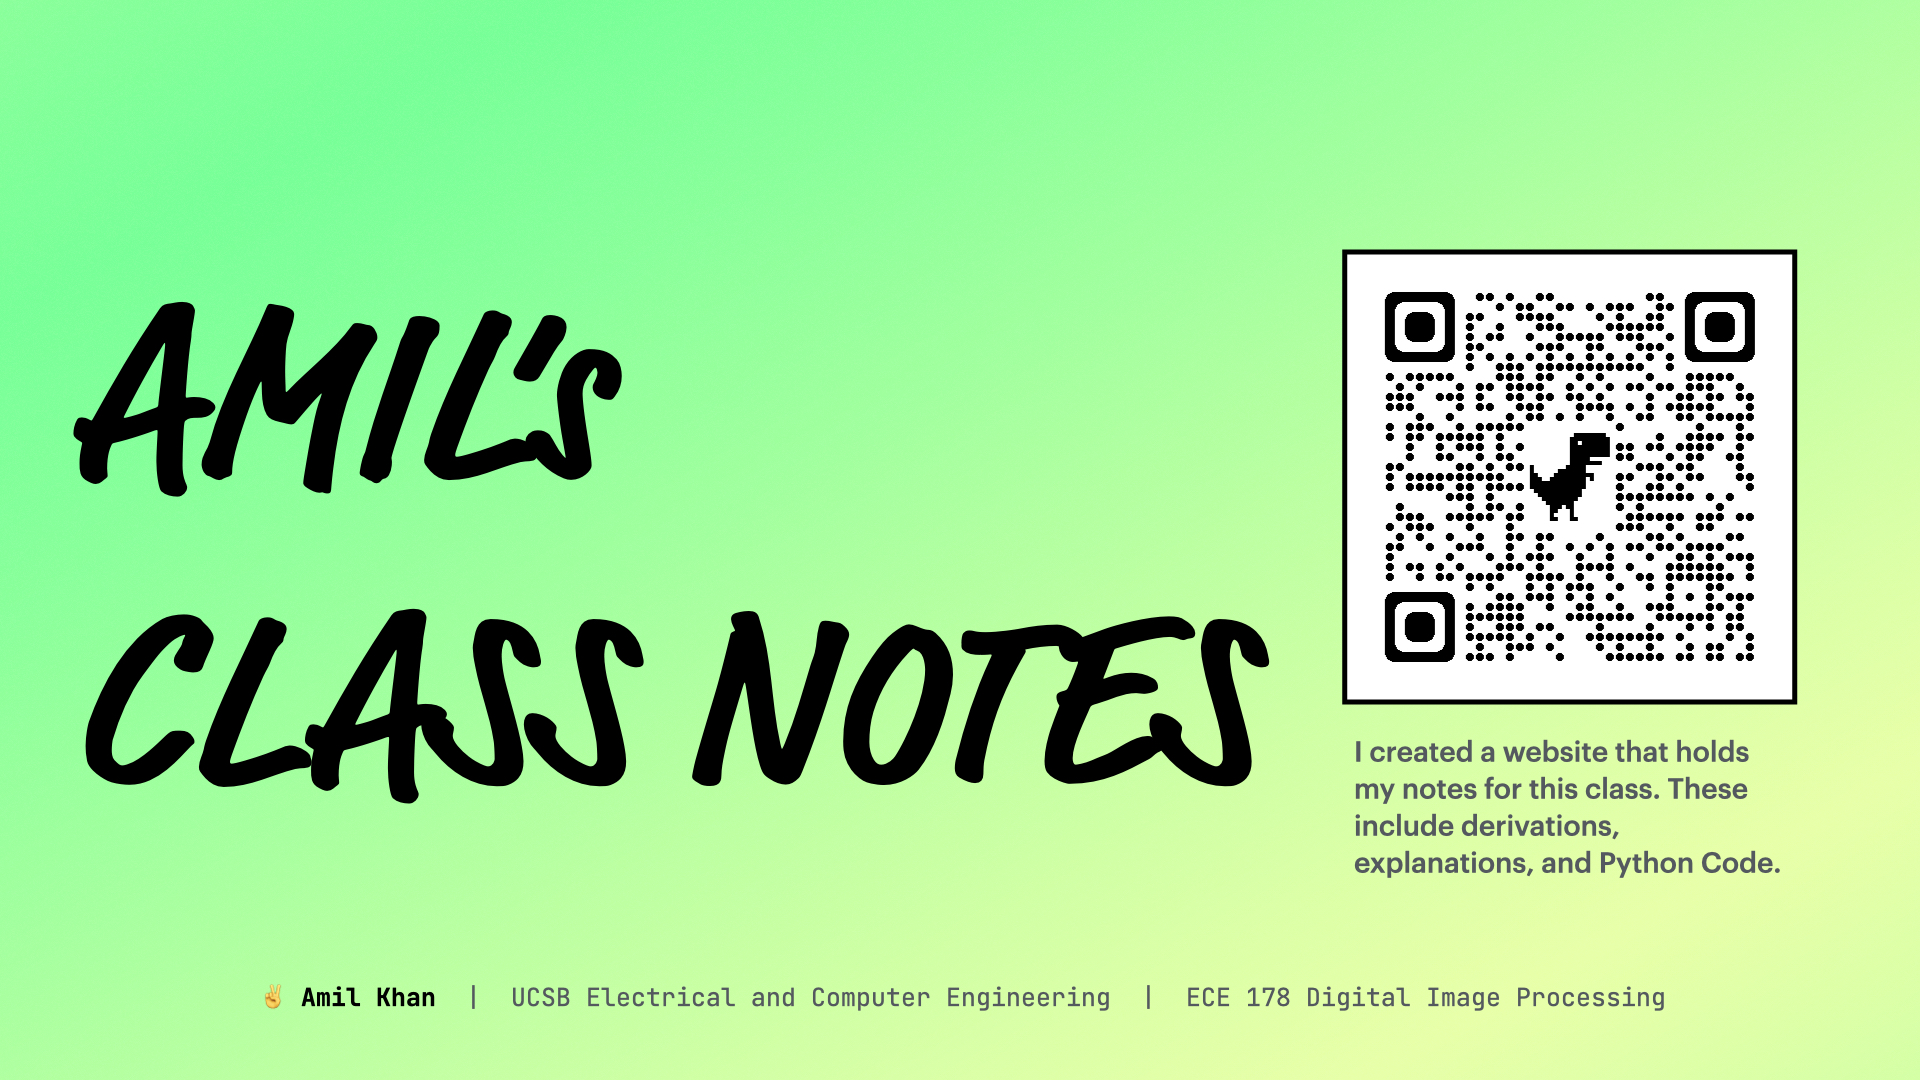 AMIL's
CLASS NOTES
I created a website that holds
my notes for this class. These
include derivations,
explanations, and Python Code.
✌️ Amil Khan | UCSB Electrical and Computer Engineering | ECE 178 Digital Image Processing